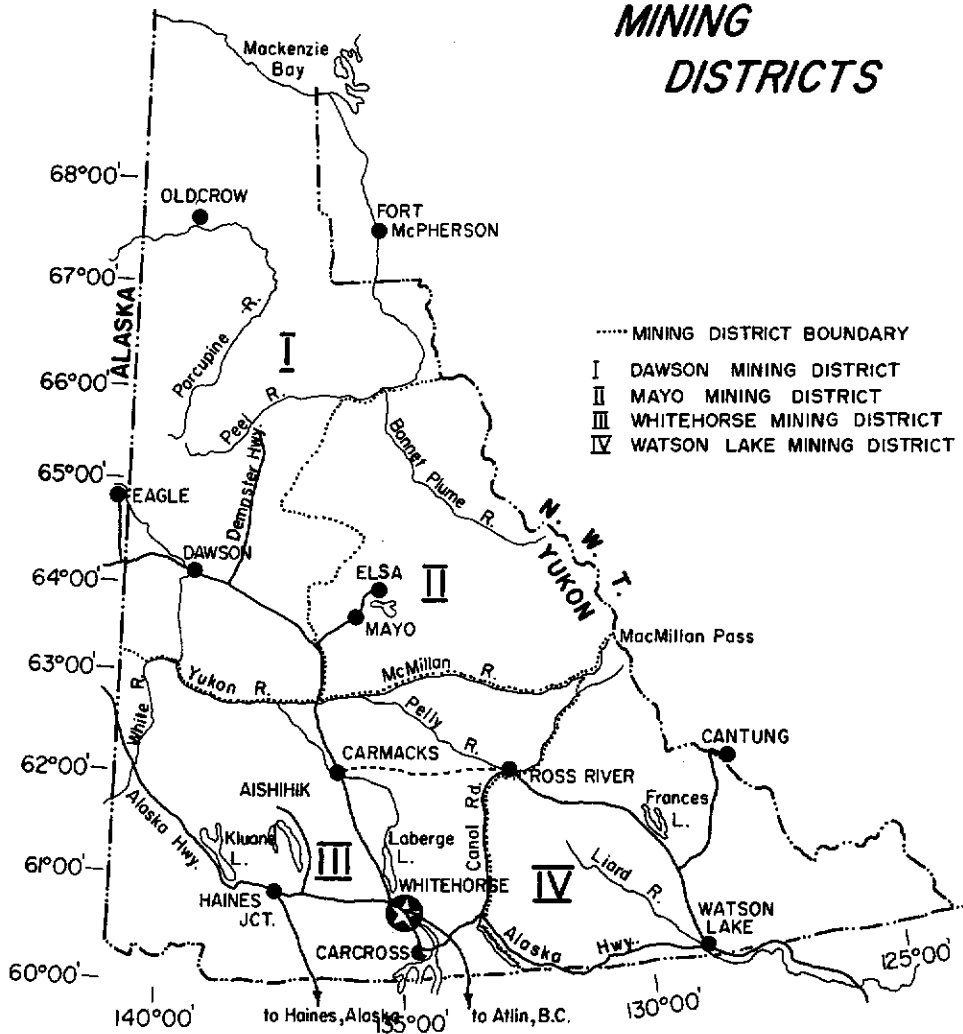 MINING
DISTRICTS
Mackenzie
Bay
68°00'
OLDCROW
FORT
McPHERSON
67°00'
ALASKA
Parcupine R.
I
66°00'
Peel R.
Dempster Hwy.
Bonnet Plume R.
........ MINING DISTRICT BOUNDARY
I DAWSON MINING DISTRICT
II MAYO MINING DISTRICT
III WHITEHORSE MINING DISTRICT
IV WATSON LAKE MINING DISTRICT
65°00'
EAGLE
DAWSON
N. W. T.
YUKON
64°00'
ELSA
II
MAYO
MacMillan Pass
63°00'
White R.
Yukon R.
McMillan R.
Pelly R.
CANTUNG
62°00'
CARMACKS
ROSS RIVER
AISHIHIK
Canal Rd.
Frances
L.
Alaska Hwy.
Kluane
L.
III
Laberge
L.
61°00'
IV
Liard R.
HAINES
JCT.
WHITEHORSE
WATSON
LAKE
CARCROSS
Alaska Hwy.
60°00'
140°00'
135°00'
130°00'
125°00'
to Haines, Alaska
to Atlin, B.C.